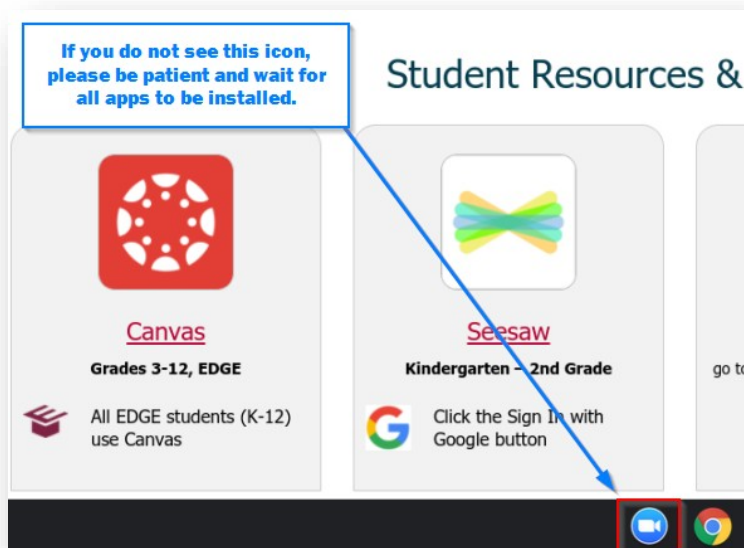 If you do not see this icon,
please be patient and wait for
all apps to be installed.
Student Resources &
Canvas
Grades 3-12, EDGE
All EDGE students (K-12)
use Canvas
Seesaw
Kindergarten – 2nd Grade
Click the Sign In with
Google button
go to